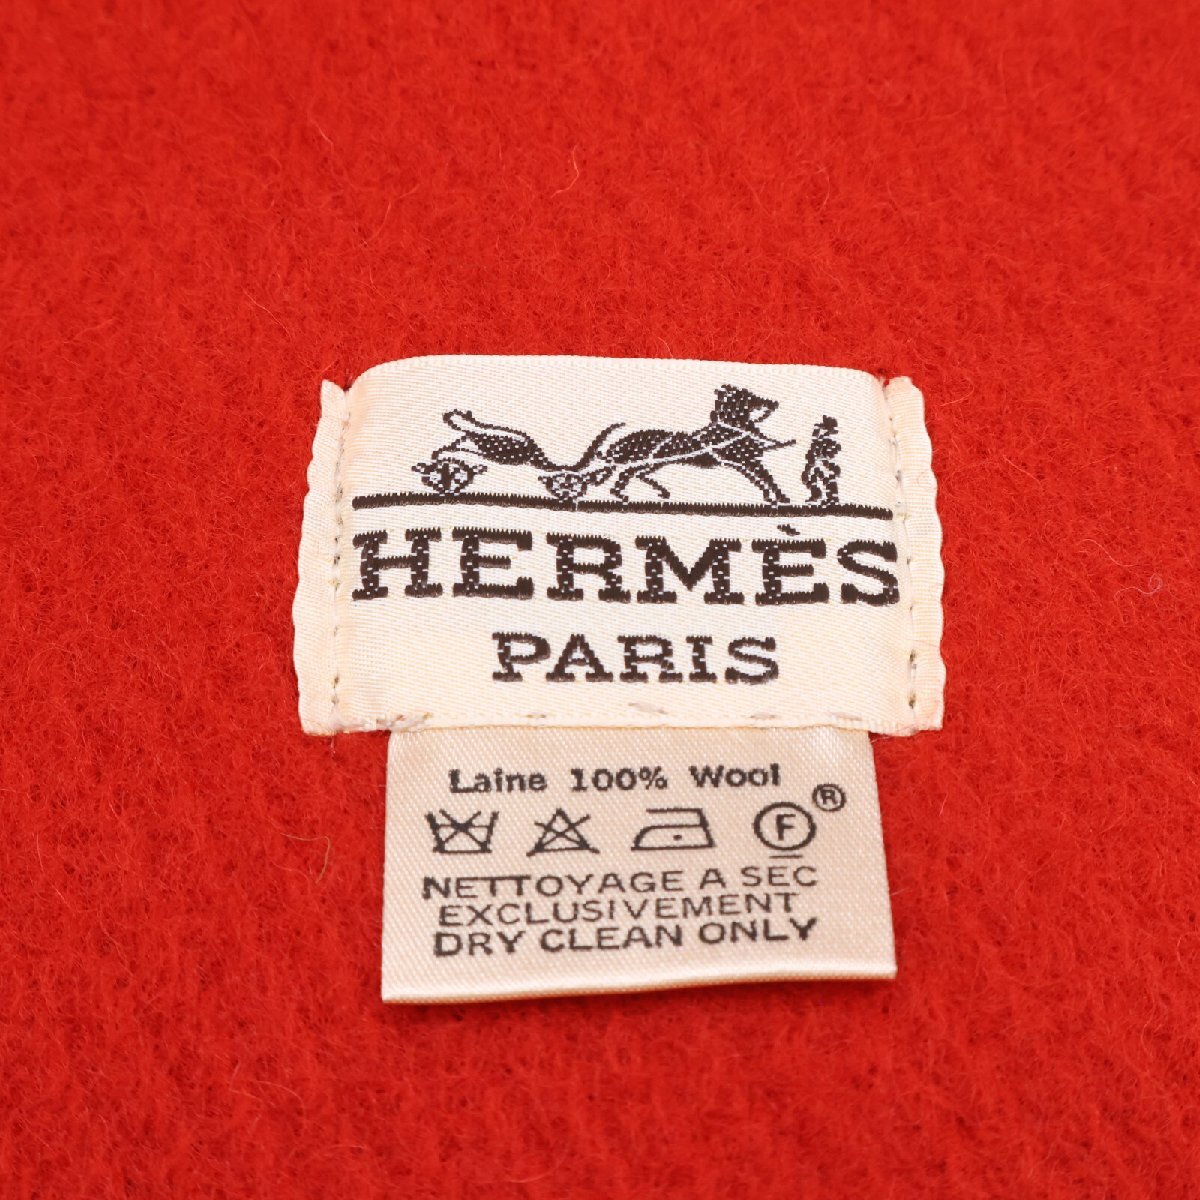 HERMÈS
PARIS
Laine 100% Wool
F ®
NETTOYAGE A SEC
EXCLUSIVEMENT
DRY CLEAN ONLY